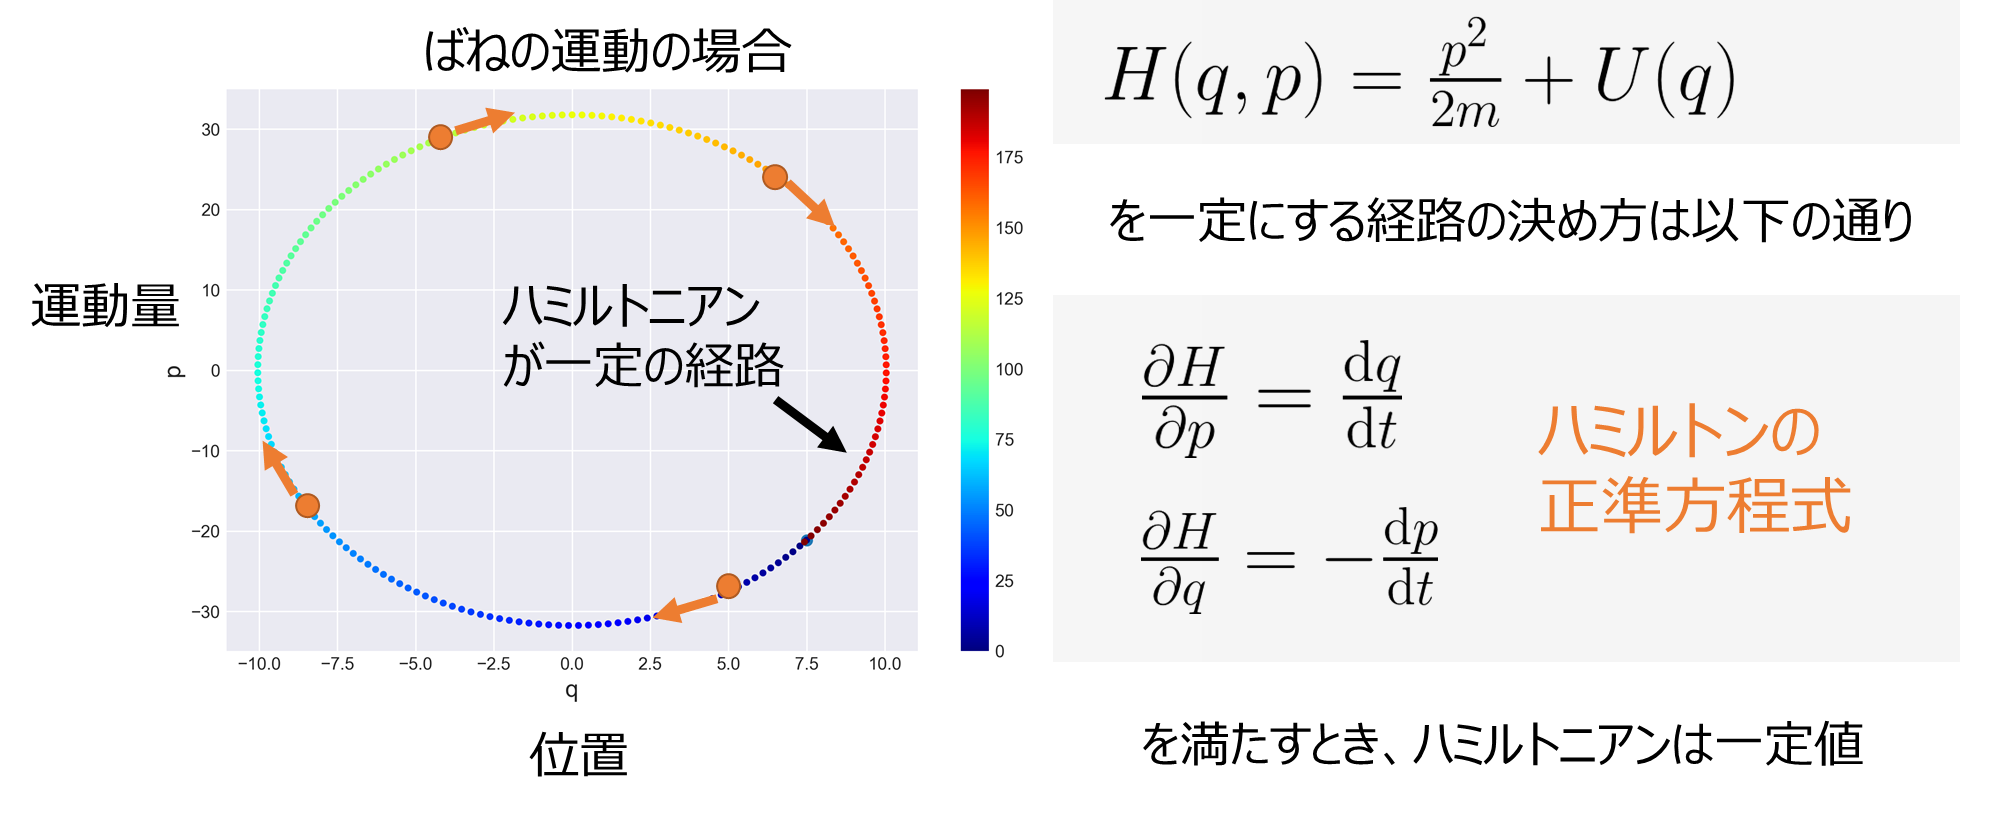 ばねの運動の場合
運動量
p
30
20
10
0
−10
−20
−30
−10.0 −7.5 −5.0 −2.5 0.0 2.5 5.0 7.5 10.0
q
位置
ハミルトニアン
が一定の経路
175
150
125
100
75
50
25
0
H(q, p) = p²/2m + U(q)
を一定にする経路の決め方は以下の通り
∂H/∂p = dq/dt
∂H/∂q = −dp/dt
ハミルトンの
正準方程式
を満たすとき、ハミルトニアンは一定値